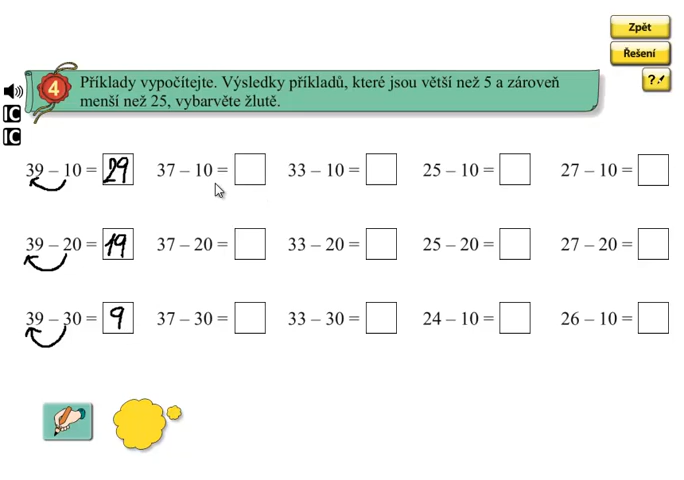 Zpět
Řešení
?
4
Příklady vypočítejte. Výsledky příkladů, které jsou větší než 5 a zároveň
menší než 25, vybarvěte žlutě.
39 – 10 = 29 37 – 10 = 33 – 10 = 25 – 10 = 27 – 10 =
39 – 20 = 19 37 – 20 = 33 – 20 = 25 – 20 = 27 – 20 =
39 – 30 = 9 37 – 30 = 33 – 30 = 24 – 10 = 26 – 10 =